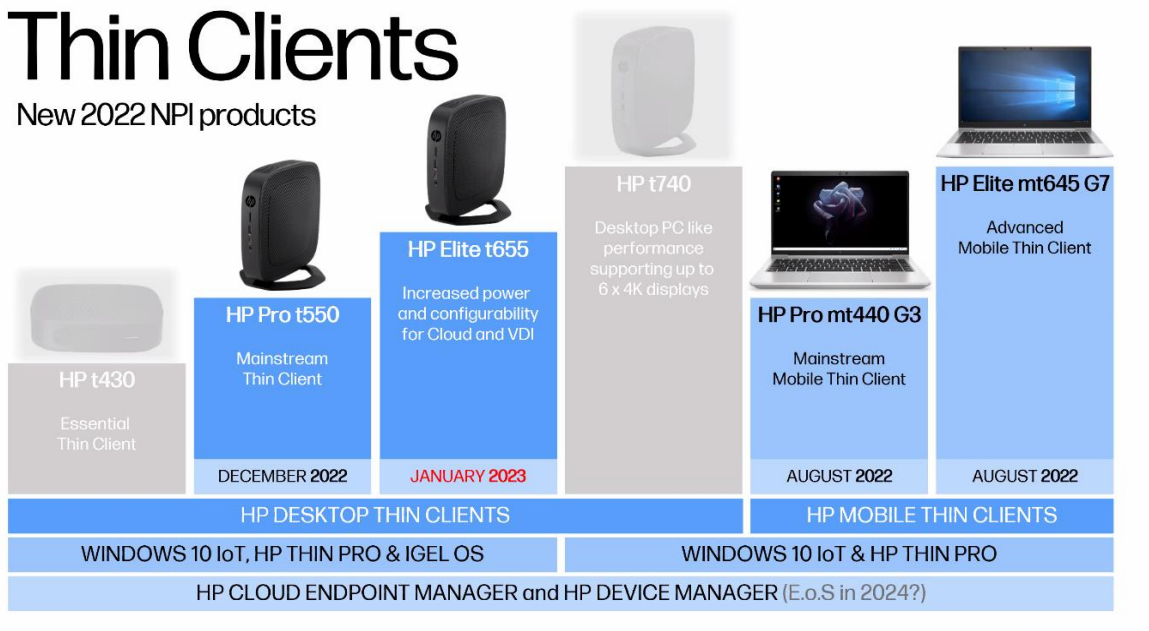 Thin Clients
New 2022 NPI products
HP t430
Essential
Thin Client
HP Pro t550
Mainstream
Thin Client
DECEMBER 2022
HP Elite t655
Increased power
and configurability
for Cloud and VDI
JANUARY 2023
HP t740
Desktop PC like
performance
supporting up to
6 x 4K displays
HP Pro mt440 G3
Mainstream
Mobile Thin Client
AUGUST 2022
HP Elite mt645 G7
Advanced
Mobile Thin Client
AUGUST 2022
HP DESKTOP THIN CLIENTS
HP MOBILE THIN CLIENTS
WINDOWS 10 IoT, HP THIN PRO & IGEL OS
WINDOWS 10 IoT & HP THIN PRO
HP CLOUD ENDPOINT MANAGER and HP DEVICE MANAGER (E.o.S in 2024?)